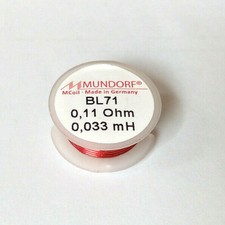 MUNDORF
MCoil - Made in Germany
BL71
0,11 Ohm
0,033 mH